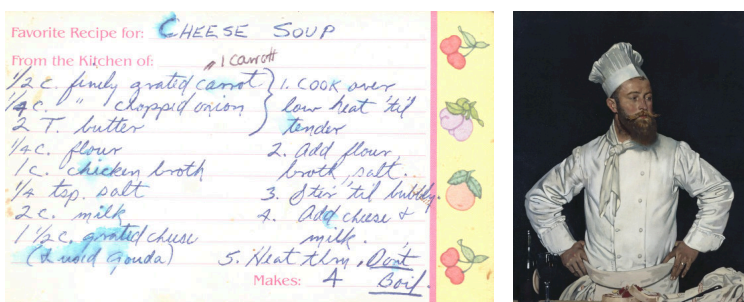 Favorite Recipe for: CHEESE SOUP
From the Kitchen of:
1 carrott
1/2 c. finely grated carrot
1/4 c. " choppid onion
2 T. butter
1/4 c. flour
1 c. chicken broth
1/4 tsp. salt
2 c. milk
1 1/2 c. grated cheese
(I used gouda)
1. COOK over
low heat 'til
tender
2. Add flour,
broth, salt.
3. Stir 'til bubbly.
4. Add cheese &
milk.
5. Heat thru. Don't
Boil.
Makes: 4